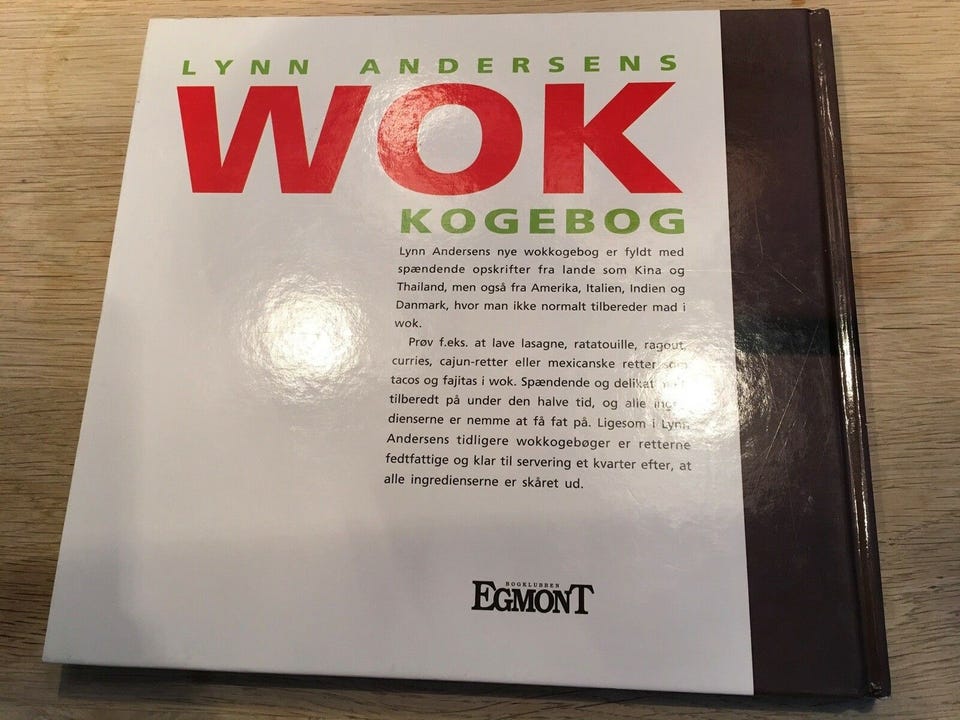 LYNN ANDERSENS
WOK
KOGEBOG
Lynn Andersens nye wokkogebog er fyldt med
spændende opskrifter fra lande som Kina og
Thailand, men også fra Amerika, Italien, Indien og
Danmark, hvor man ikke normalt tilbereder mad i
wok.
Prøv f.eks. at lave lasagne, ratatouille, ragout,
curries, cajun-retter eller mexicanske retter som
tacos og fajitas i wok. Spændende og delikat
tilberedt på under den halve tid, og alle ingre-
dienserne er nemme at få fat på. Ligesom i Lynn
Andersens tidligere wokkogebøger er retterne
fedtfattige og klar til servering et kvarter efter, at
alle ingredienserne er skåret ud.
BOGKLUBBEN
EGMONT